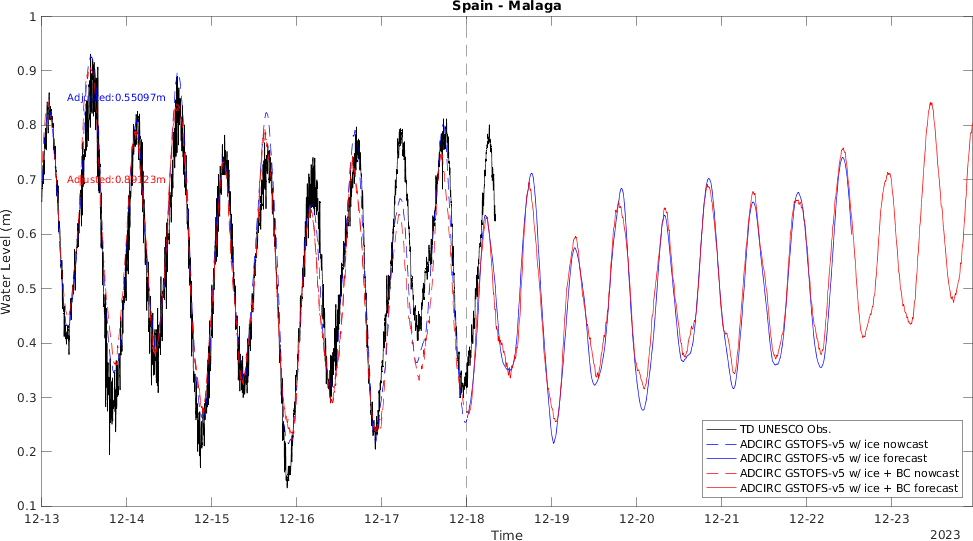 Spain - Malaga
1
0.9
0.8
0.7
0.6
0.5
0.4
0.3
0.2
0.1
Water Level (m)
Adjusted:0.55097m
Adjusted:0.89123m
TD UNESCO Obs.
ADCIRC GSTOFS-v5 w/ ice nowcast
ADCIRC GSTOFS-v5 w/ ice forecast
ADCIRC GSTOFS-v5 w/ ice + BC nowcast
ADCIRC GSTOFS-v5 w/ ice + BC forecast
12-13 12-14 12-15 12-16 12-17 12-18 12-19 12-20 12-21 12-22 12-23
Time
2023